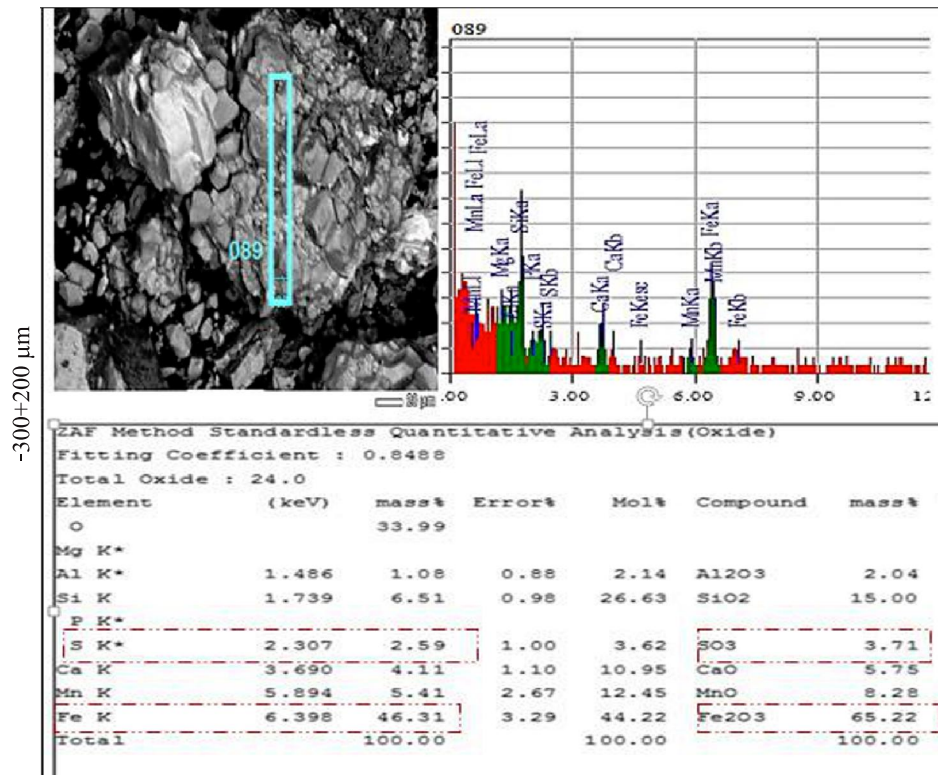 -300+200 µm
089
089
MnLa FeLl FeLa
MgKa
SiKa
SKa
SKb
CaKa
CaKb
FeKesc
MnKa
MnKb
FeKa
FeKb
3.00
6.00
9.00
ZAF Method Standardless Quantitative Analysis(Oxide)
Fitting Coefficient : 0.8488
Total Oxide : 24.0
Element (keV) mass% Error% Mol% Compound mass%
O 33.99
Mg K*
Al K* 1.486 1.08 0.88 2.14 Al2O3 2.04
Si K 1.739 6.51 0.98 26.63 SiO2 15.00
P K*
S K* 2.307 2.59 1.00 3.62 SO3 3.71
Ca K 3.690 4.11 1.10 10.95 CaO 5.75
Mn K 5.894 5.41 2.67 12.45 MnO 8.28
Fe K 6.398 46.31 3.29 44.22 Fe2O3 65.22
Total 100.00 100.00 100.00